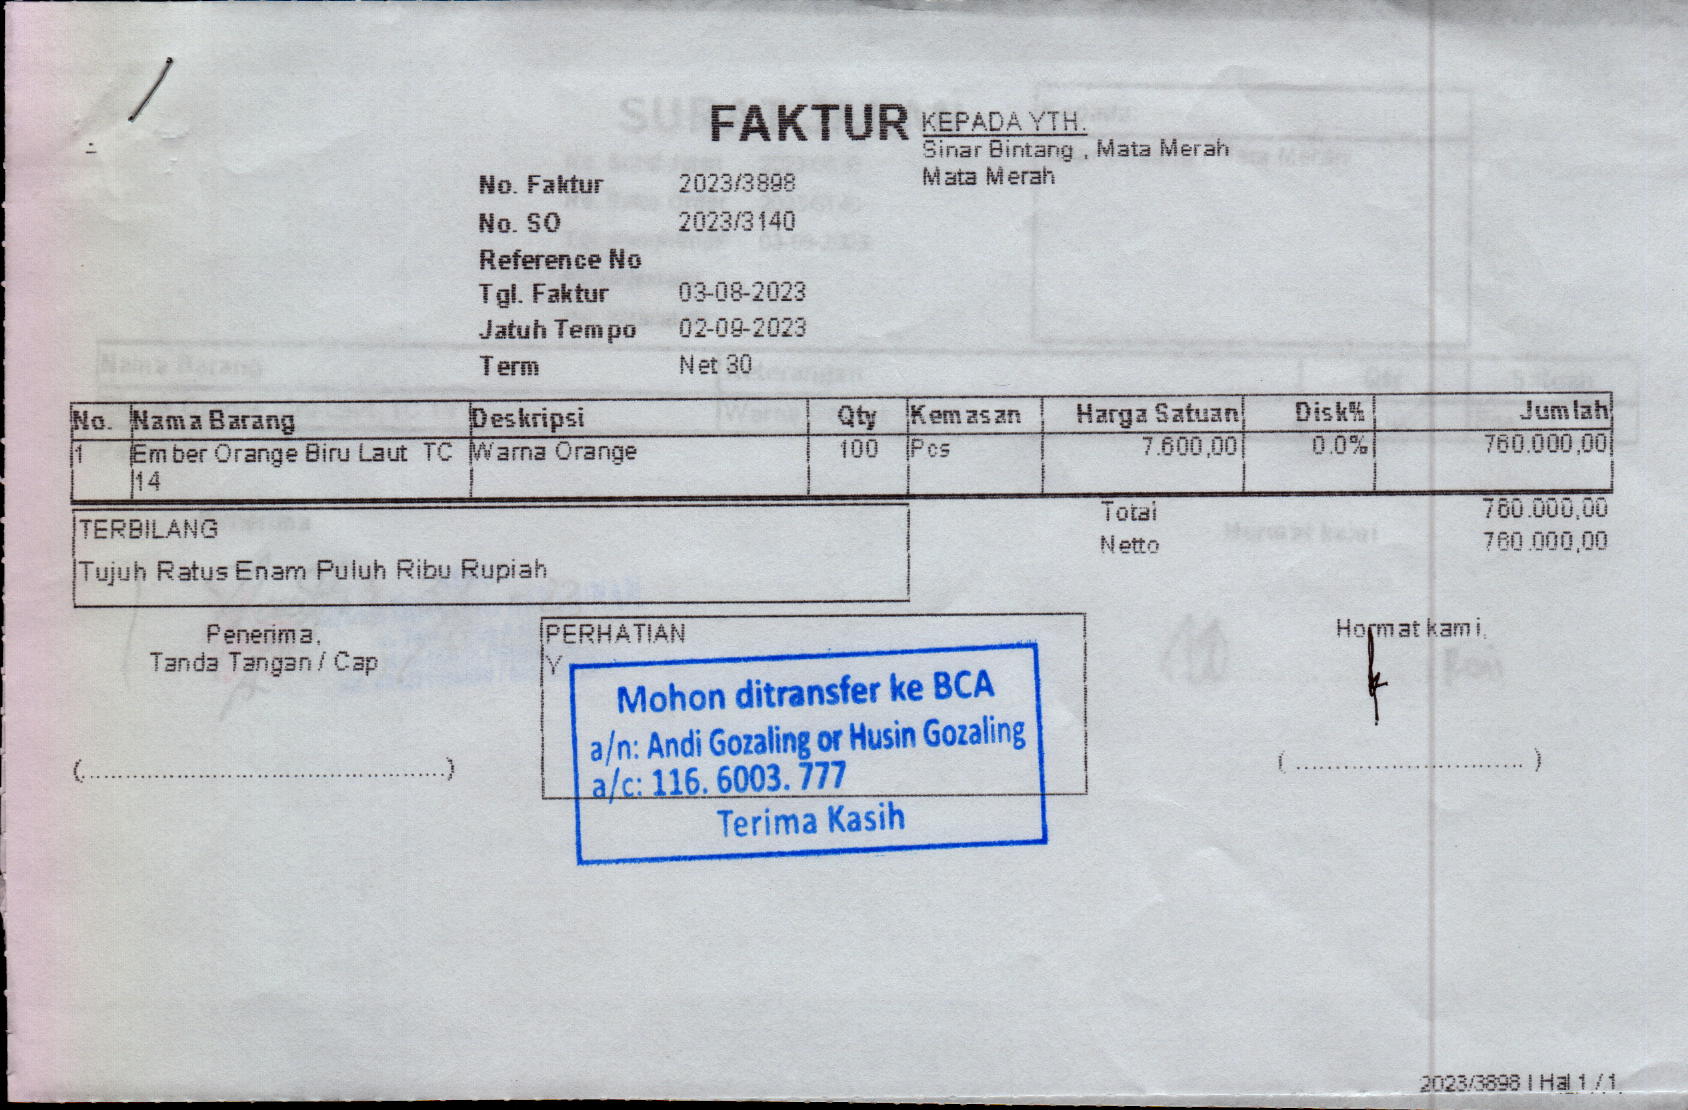 FAKTUR
KEPADA YTH.
Sinar Bintang , Mata Merah
Mata Merah
No. Faktur 2023/3898
No. SO 2023/3140
Reference No
Tgl. Faktur 03-08-2023
Jatuh Tempo 02-09-2023
Term Net 30
No. Nama Barang Deskripsi Qty Kemasan Harga Satuan Disk% Jumlah
1 Ember Orange Biru Laut TC Warna Orange 100 Pcs 7.600,00 0.0% 760.000,00
14
Total 760.000,00
Netto 760.000,00
TERBILANG
Tujuh Ratus Enam Puluh Ribu Rupiah
Penerima,
Tanda Tangan / Cap
(................................................)
PERHATIAN
Y
Mohon ditransfer ke BCA
a/n: Andi Gozaling or Husin Gozaling
a/c: 116. 6003. 777
Terima Kasih
Hormat kami,
( ............................. )
2023/3898 | Hal 1 / 1